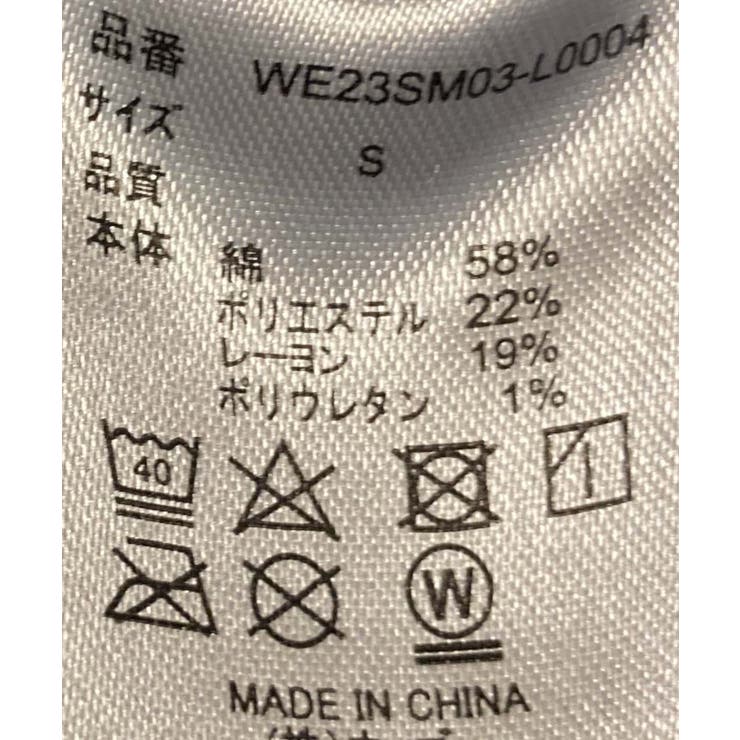 品番 WE23SM03-L0004
サイズ S
品質
本体 綿 58%
ポリエステル 22%
レーヨン 19%
ポリウレタン 1%
40
W
MADE IN CHINA